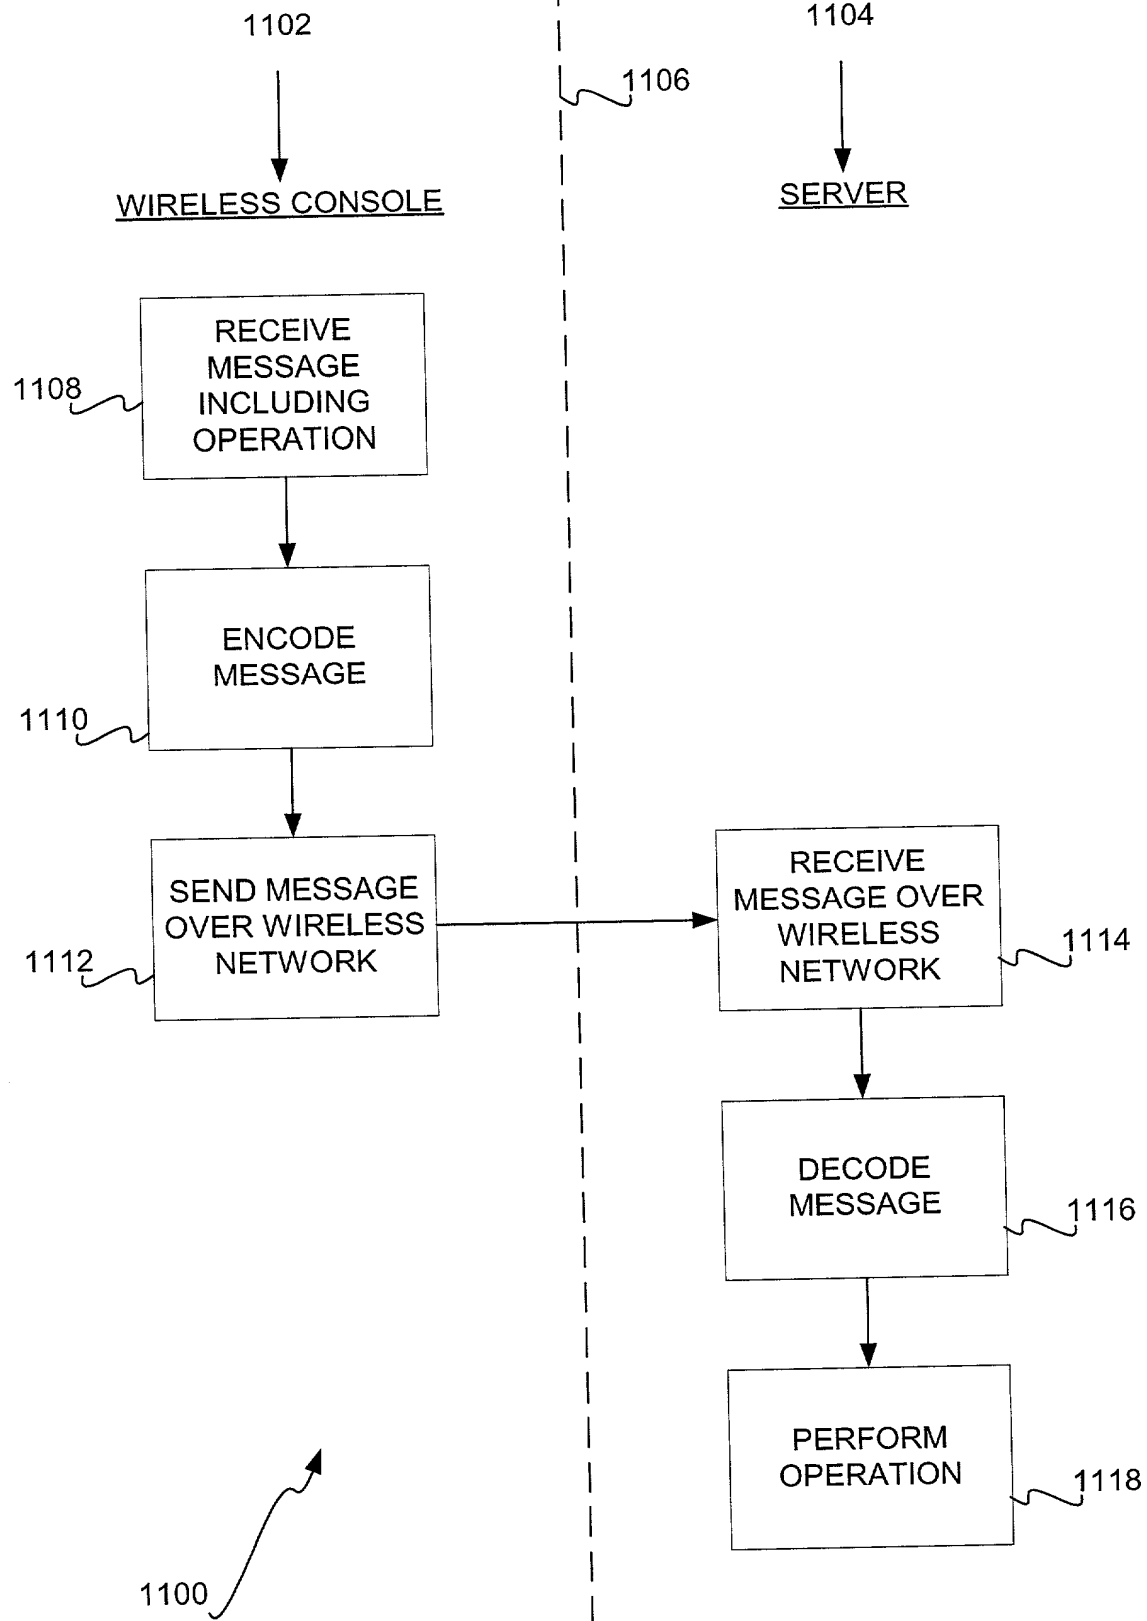 1102
1104
1106
WIRELESS CONSOLE
SERVER
RECEIVE
MESSAGE
INCLUDING
OPERATION
1108
ENCODE
MESSAGE
1110
SEND MESSAGE
OVER WIRELESS
NETWORK
1112
RECEIVE
MESSAGE OVER
WIRELESS
NETWORK
1114
DECODE
MESSAGE
1116
PERFORM
OPERATION
1118
1100